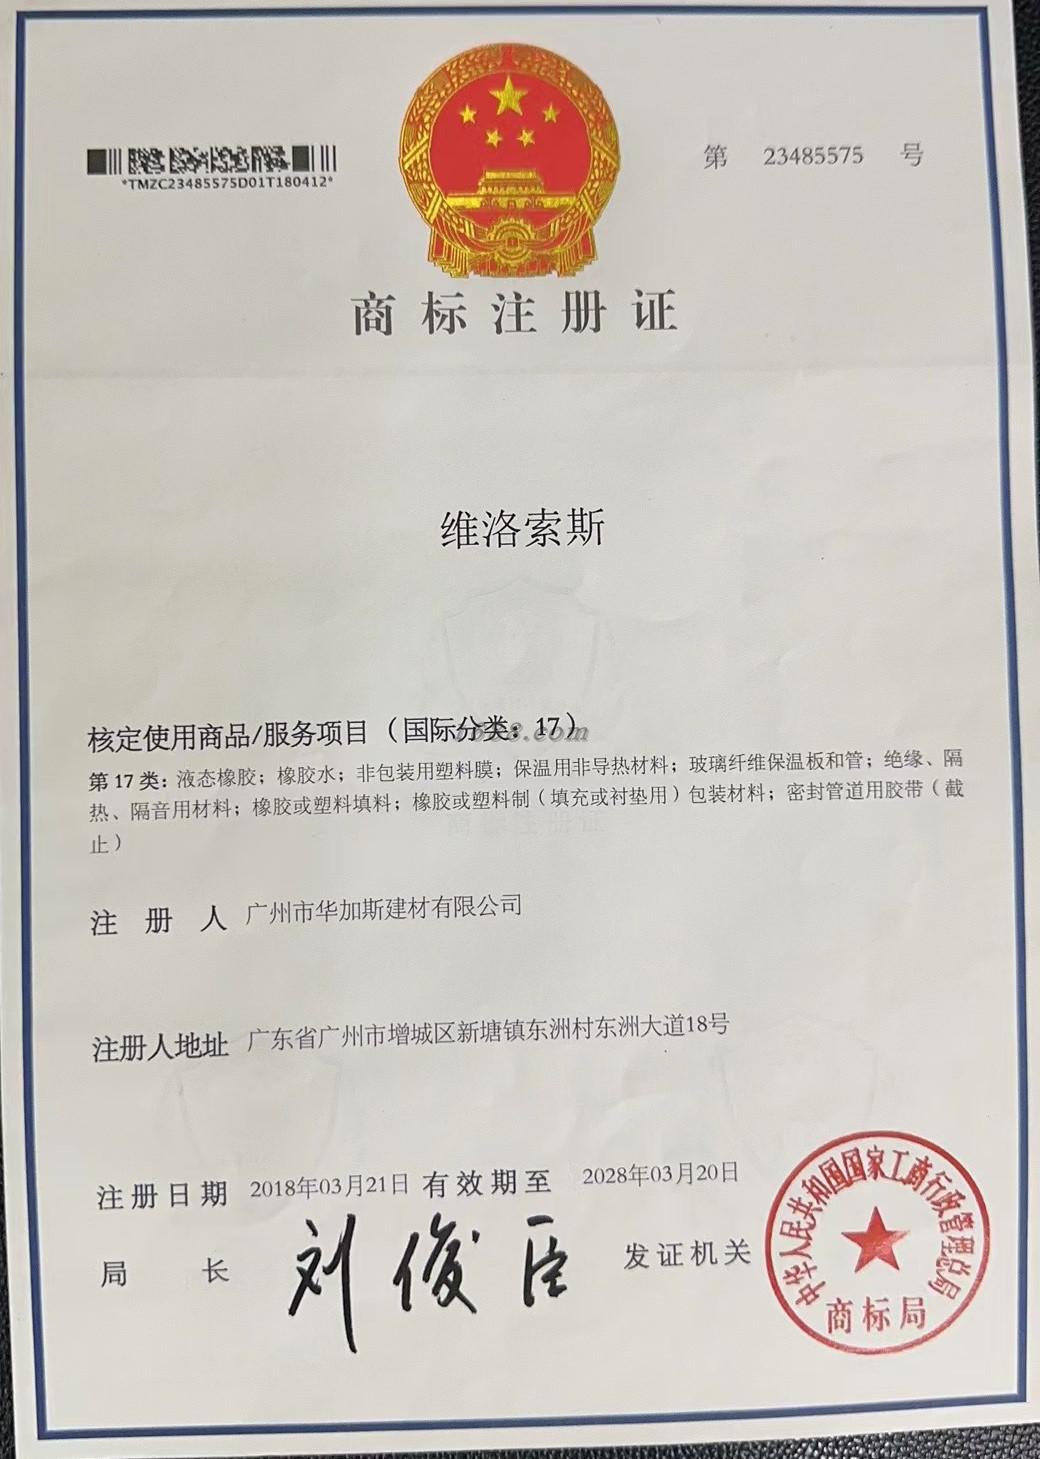 *TMZC23485575D01T180412*
第 23485575 号
商标注册证
维洛索斯
核定使用商品/服务项目（国际分类：17）
第 17 类：液态橡胶；橡胶水；非包装用塑料膜；保温用非导热材料；玻璃纤维保温板和管；绝缘、隔
热、隔音用材料；橡胶或塑料填料；橡胶或塑料制（填充或衬垫用）包装材料；密封管道用胶带（截
止）
注 册 人 广州市华加斯建材有限公司
注册人地址 广东省广州市增城区新塘镇东洲村东洲大道18号
注册日期 2018年03月21日 有效期至 2028年03月20日
局 长 刘俊臣 发证机关
中华人民共和国国家工商行政管理总局
商标局